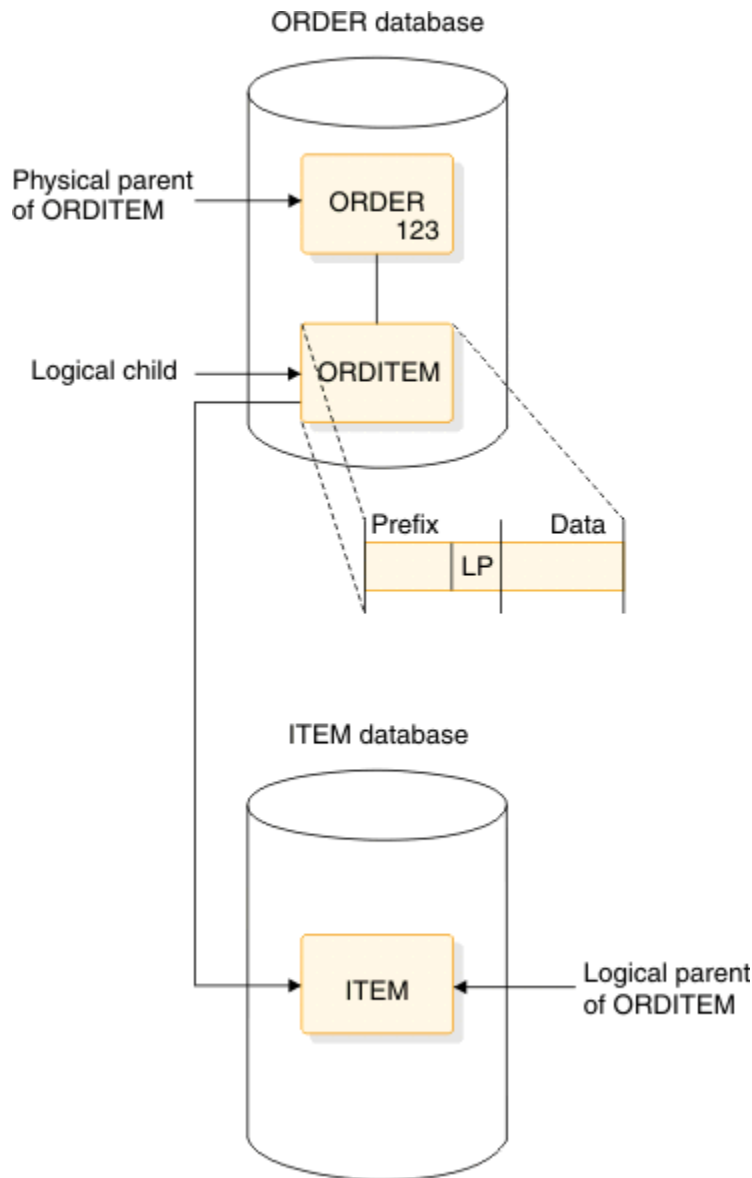 ORDER database
Physical parent
of ORDITEM
ORDER
123
Logical child
ORDITEM
Prefix
Data
LP
ITEM database
ITEM
Logical parent
of ORDITEM